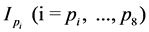 I_{p_i} (i = p_i, ..., p_8)